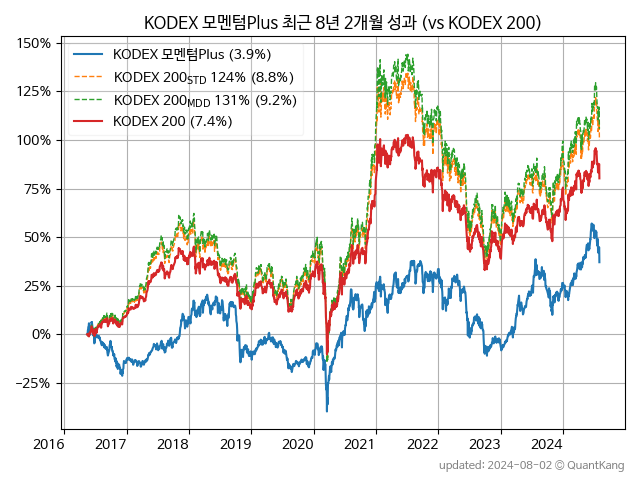 KODEX 모멘텀Plus 최근 8년 2개월 성과 (vs KODEX 200)
150%
125%
100%
75%
50%
25%
0%
−25%
KODEX 모멘텀Plus (3.9%)
KODEX 200STD 124% (8.8%)
KODEX 200MDD 131% (9.2%)
KODEX 200 (7.4%)
2016 2017 2018 2019 2020 2021 2022 2023 2024
updated: 2024-08-02 © QuantKang